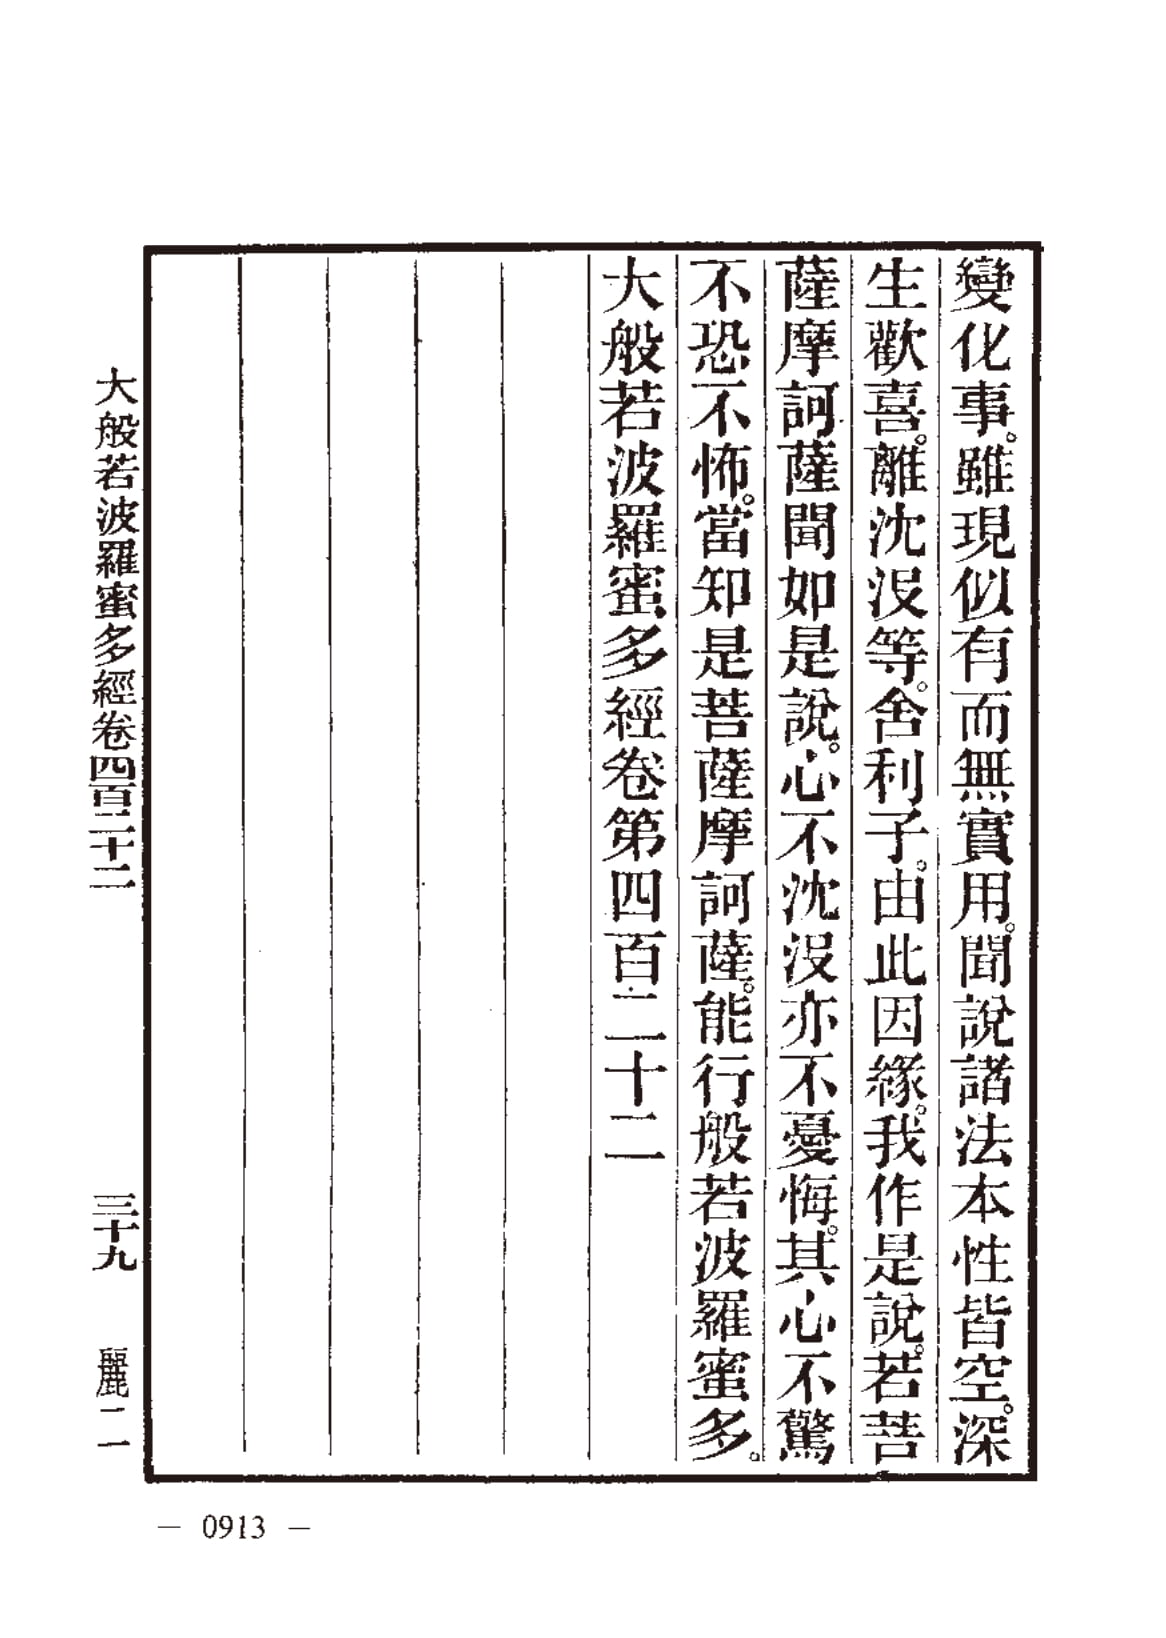 變化事。雖現似有而無實用。聞說諸法本性皆空。深
生歡喜。離沈沒等。舍利子。由此因緣。我作是說。若菩
薩摩訶薩聞如是說。心不沈沒亦不憂悔。其心不驚
不恐不怖。當知是菩薩摩訶薩。能行般若波羅蜜多。
大般若波羅蜜多經卷第四百二十二
大般若波羅蜜多經卷四百二十二 三十九 麗二一
— 0913 —